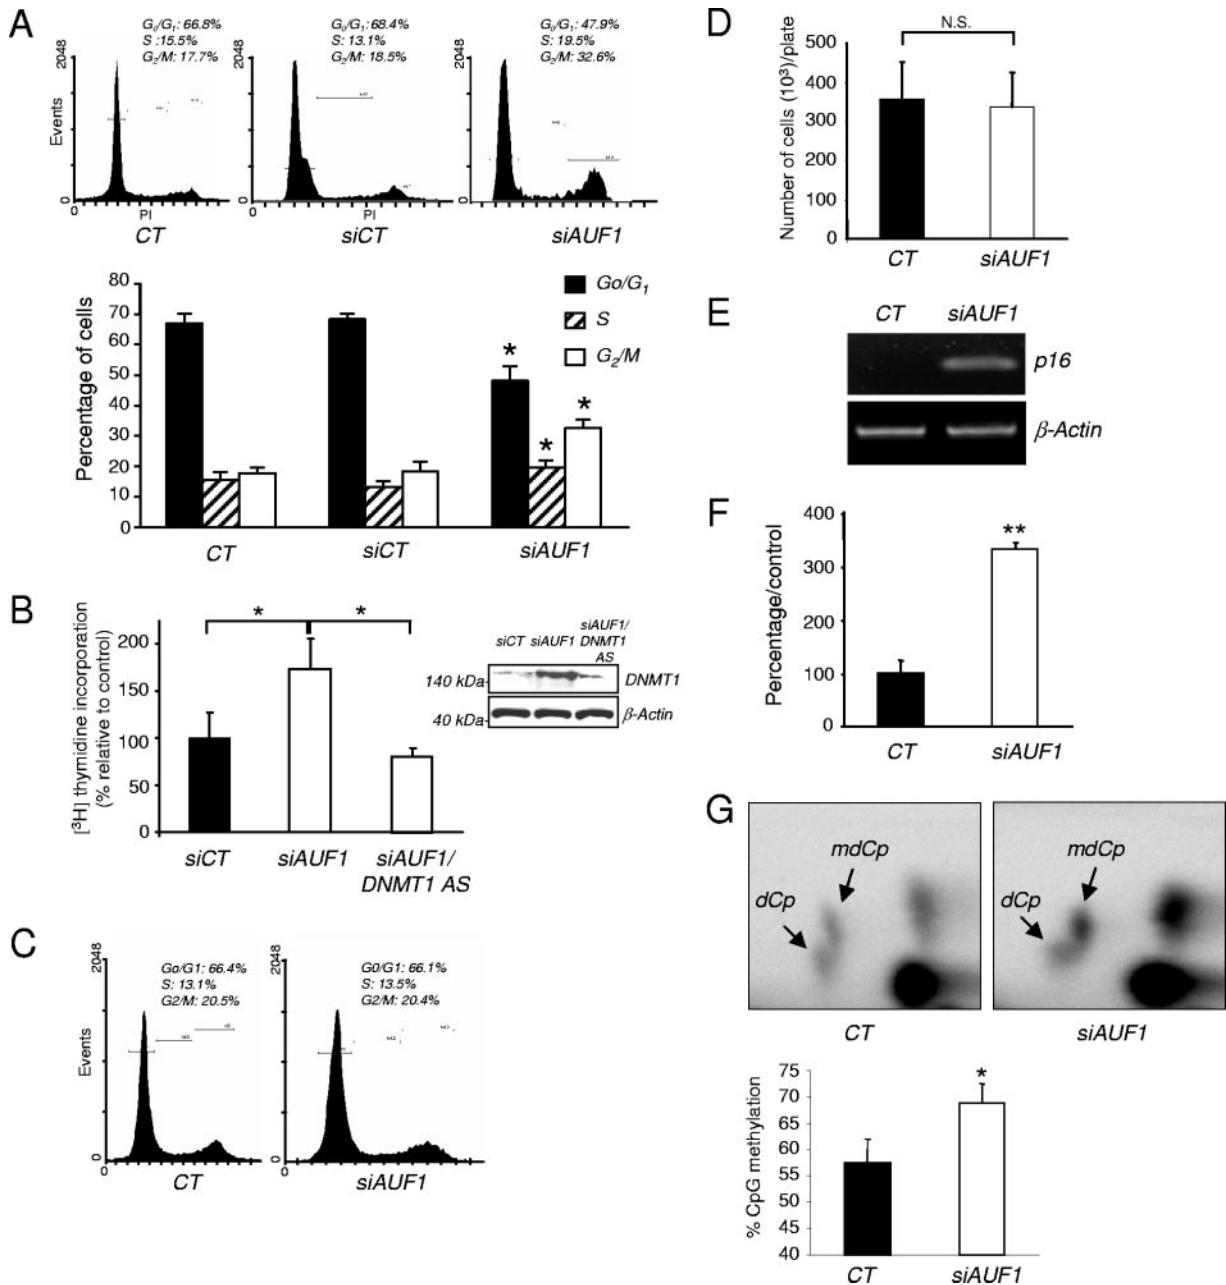 A
G₀/G₁: 66.8%
S :15.5%
G₂/M: 17.7%
2048
Events
0
0
PI
CT
G₀/G₁:68.4%
S : 13.1%
G₂/M: 18.5%
2048
0
0
PI
siCT
G₀/G₁: 47.9%
S: 19.5%
G₂/M: 32.6%
2048
0
0
siAUF1
Percentage of cells
80
70
60
50
40
30
20
10
0
Go/G₁
S
G₂/M
*
*
*
CT
siCT
siAUF1
B
[³H] thymidine incorporation
(% relative to control)
200
150
100
50
0
*
*
siCT
siAUF1
siAUF1/
DNMT1 AS
siCT
siAUF1
siAUF1/
DNMT1
AS
140 kDa-
DNMT1
40 kDa-
β-Actin
C
Go/G1: 66.4%
S: 13.1%
G2/M: 20.5%
2048
Events
0
0
CT
G0/G1: 66.1%
S: 13.5%
G2/M: 20.4%
2048
0
0
siAUF1
D
N.S.
Number of cells (10³)/plate
500
400
300
200
100
0
CT
siAUF1
E
CT
siAUF1
p16
β-Actin
F
Percentage/control
400
300
100
0
**
CT
siAUF1
G
mdCp
dCp
CT
mdCp
dCp
siAUF1
% CpG methylation
75
70
65
60
55
50
45
40
*
CT
siAUF1